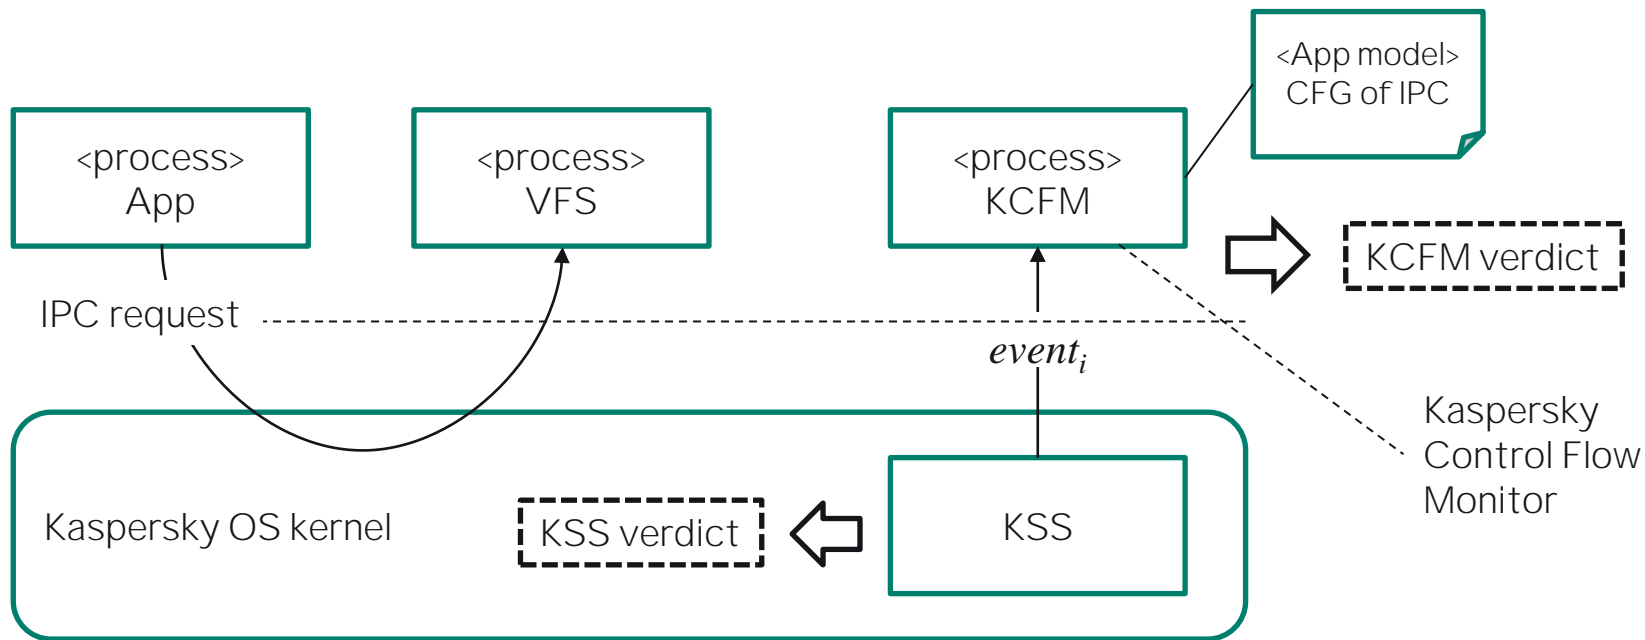 <App model>
CFG of IPC
<process>
App
<process>
VFS
<process>
KCFM
KCFM verdict
IPC request
event_i
Kaspersky
Control Flow
Monitor
Kaspersky OS kernel
KSS verdict
KSS